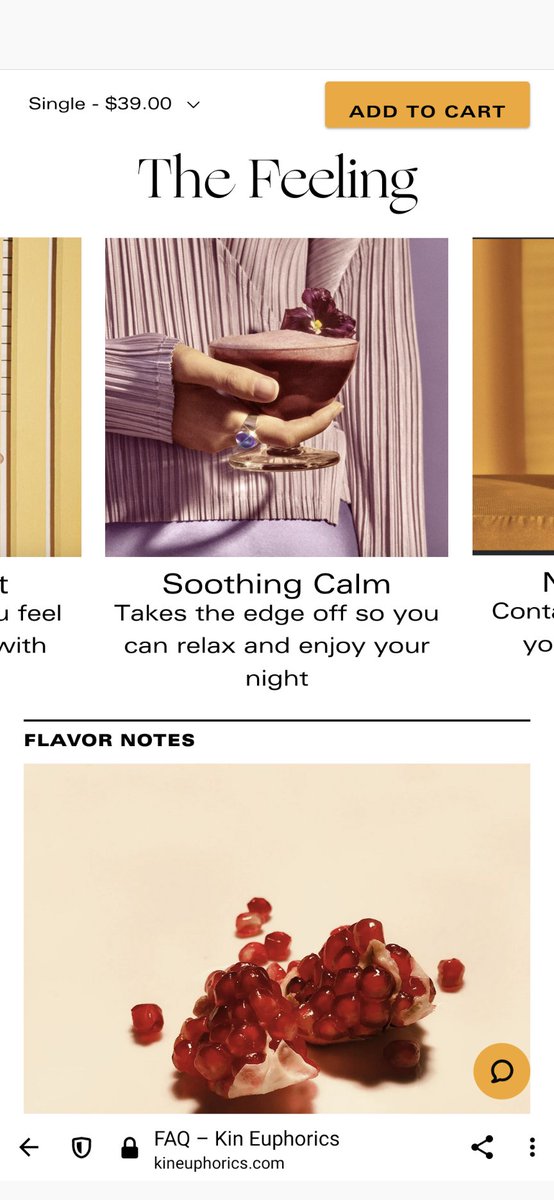 Single - $39.00
ADD TO CART
The Feeling
t
u feel
with
Soothing Calm
Takes the edge off so you
can relax and enjoy your
night
N
Conta
yo
FLAVOR NOTES
FAQ – Kin Euphorics
kineuphorics.com